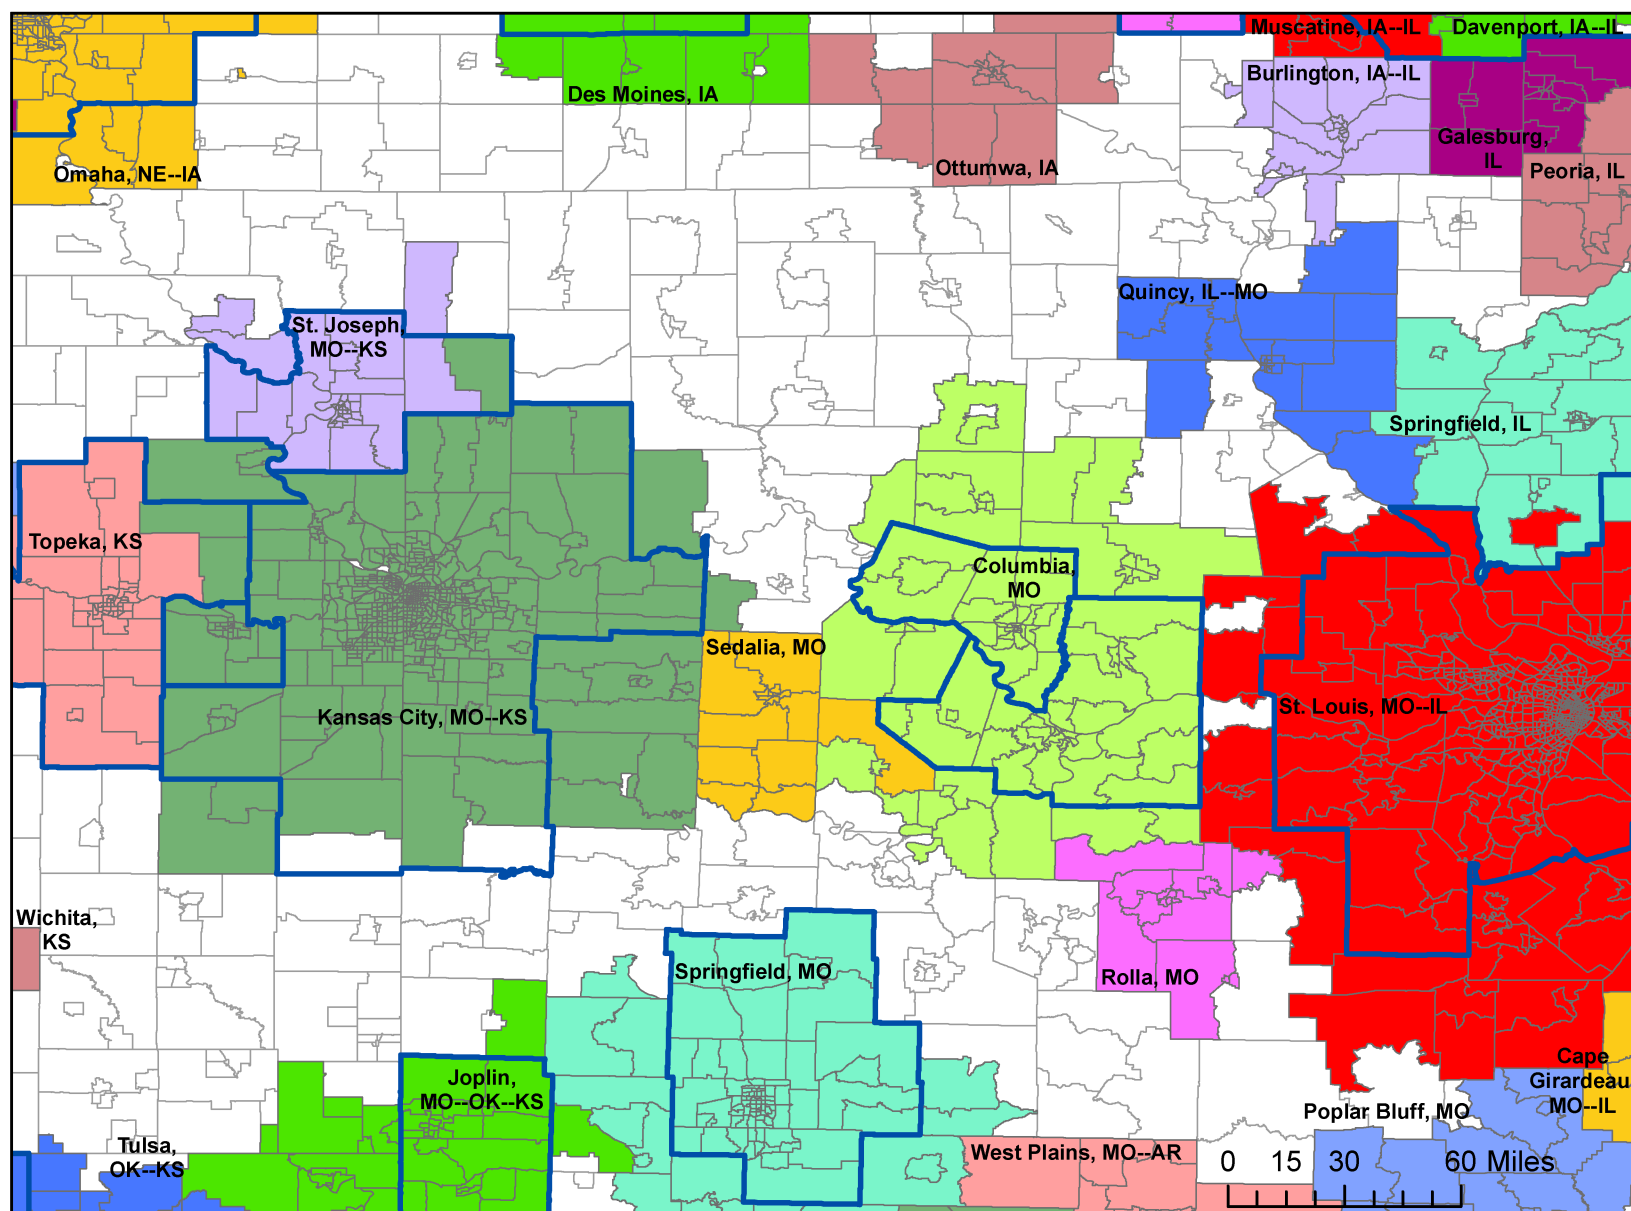 Muscatine, IA--IL
Davenport, IA--IL
Burlington, IA--IL
Des Moines, IA
Galesburg,
IL
Omaha, NE--IA
Ottumwa, IA
Peoria, IL
Quincy, IL--MO
St. Joseph,
MO--KS
Springfield, IL
Topeka, KS
Columbia,
MO
Sedalia, MO
Kansas City, MO--KS
St. Louis, MO--IL
Wichita,
KS
Springfield, MO
Rolla, MO
Joplin,
MO--OK--KS
Cape
Girardeau
MO--IL
Poplar Bluff, MO
Tulsa,
OK--KS
West Plains, MO--AR
0 15 30 60 Miles